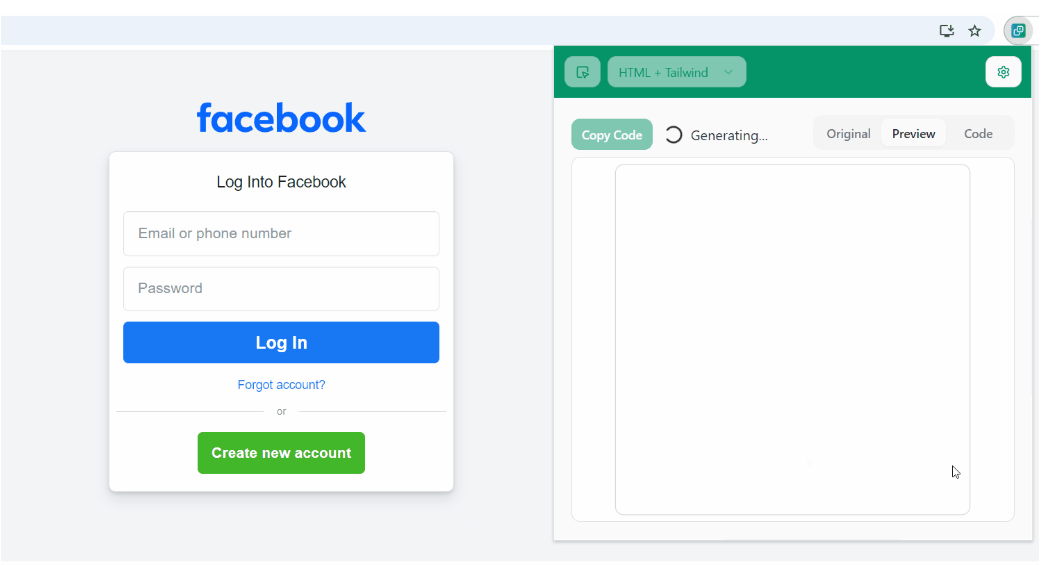 facebook
Log Into Facebook
Email or phone number
Password
Log In
Forgot account?
or
Create new account
HTML + Tailwind
Copy Code
Generating...
Original
Preview
Code